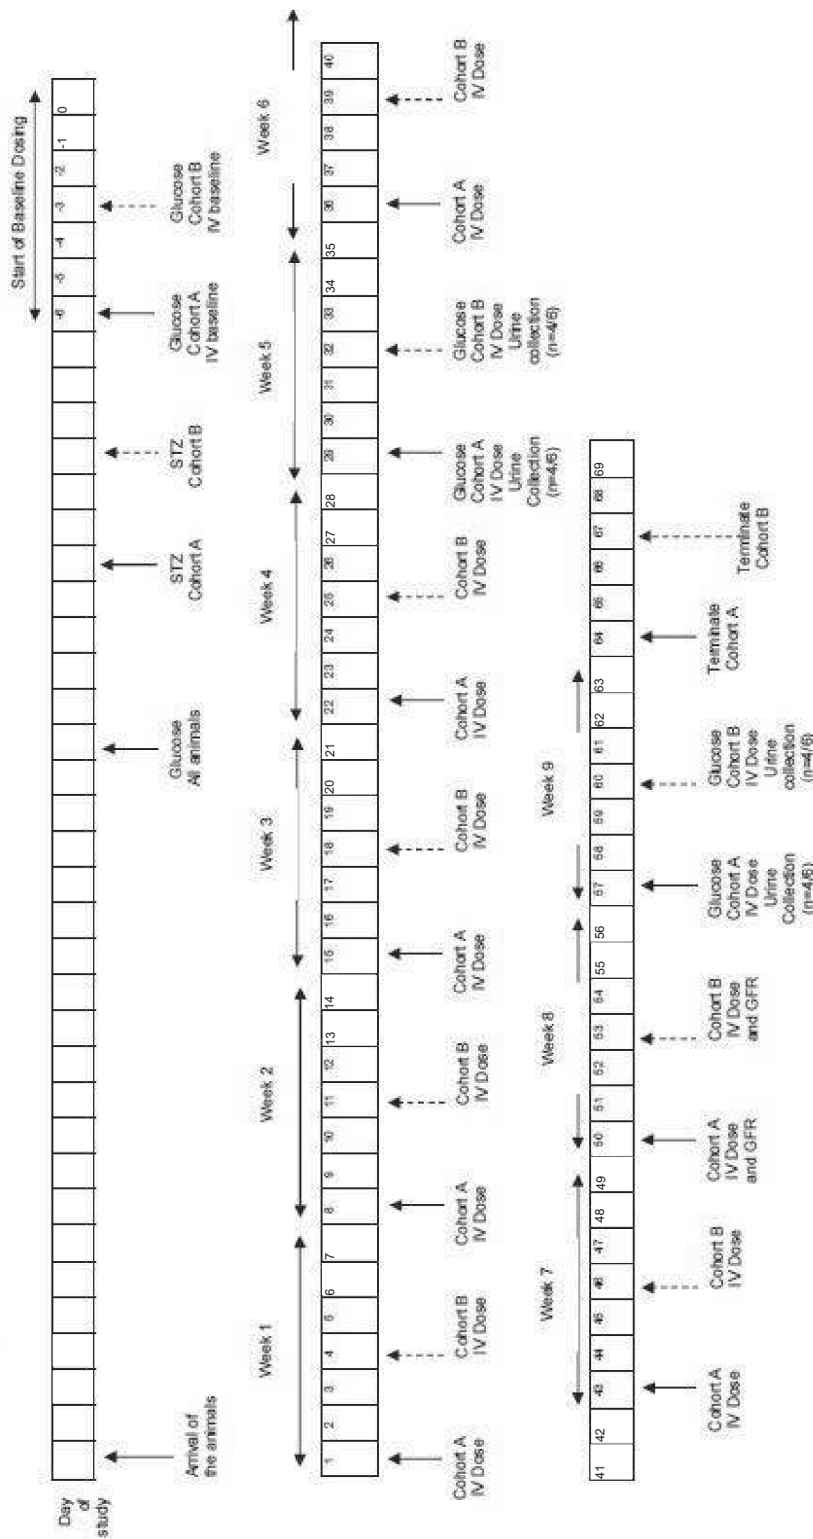 Start of Baseline Dosing
Day
of
study
-6 -5 -4 -3 -2 -1 0
Arrival of
the animals
Glucose
All animals
STZ
Cohort A
STZ
Cohort B
Glucose
Cohort A
IV baseline
Glucose
Cohort B
IV baseline
Week 1 Week 2 Week 3 Week 4 Week 5 Week 6
1 2 3 4 5 6 7 8 9 10 11 12 13 14 15 16 17 18 19 20 21 22 23 24 25 26 27 28 29 30 31 32 33 34 35 36 37 38 39 40
Cohort A
IV Dose
Cohort B
IV Dose
Cohort A
IV Dose
Cohort B
IV Dose
Cohort A
IV Dose
Cohort B
IV Dose
Cohort A
IV Dose
Cohort B
IV Dose
Glucose
Cohort A
IV Dose
Urine
Collection
(n=4/6)
Glucose
Cohort B
IV Dose
Urine
collection
(n=4/6)
Cohort A
IV Dose
Cohort B
IV Dose
Week 7 Week 8 Week 9
41 42 43 44 45 46 47 48 49 50 51 52 53 54 55 56 57 58 59 60 61 62 63 64 65 66 67 68 69
Cohort A
IV Dose
Cohort B
IV Dose
Cohort A
IV Dose
and GFR
Cohort B
IV Dose
and GFR
Glucose
Cohort A
IV Dose
Urine
Collection
(n=4/6)
Glucose
Cohort B
IV Dose
Urine
collection
(n=4/6)
Terminate
Cohort A
Terminate
Cohort B